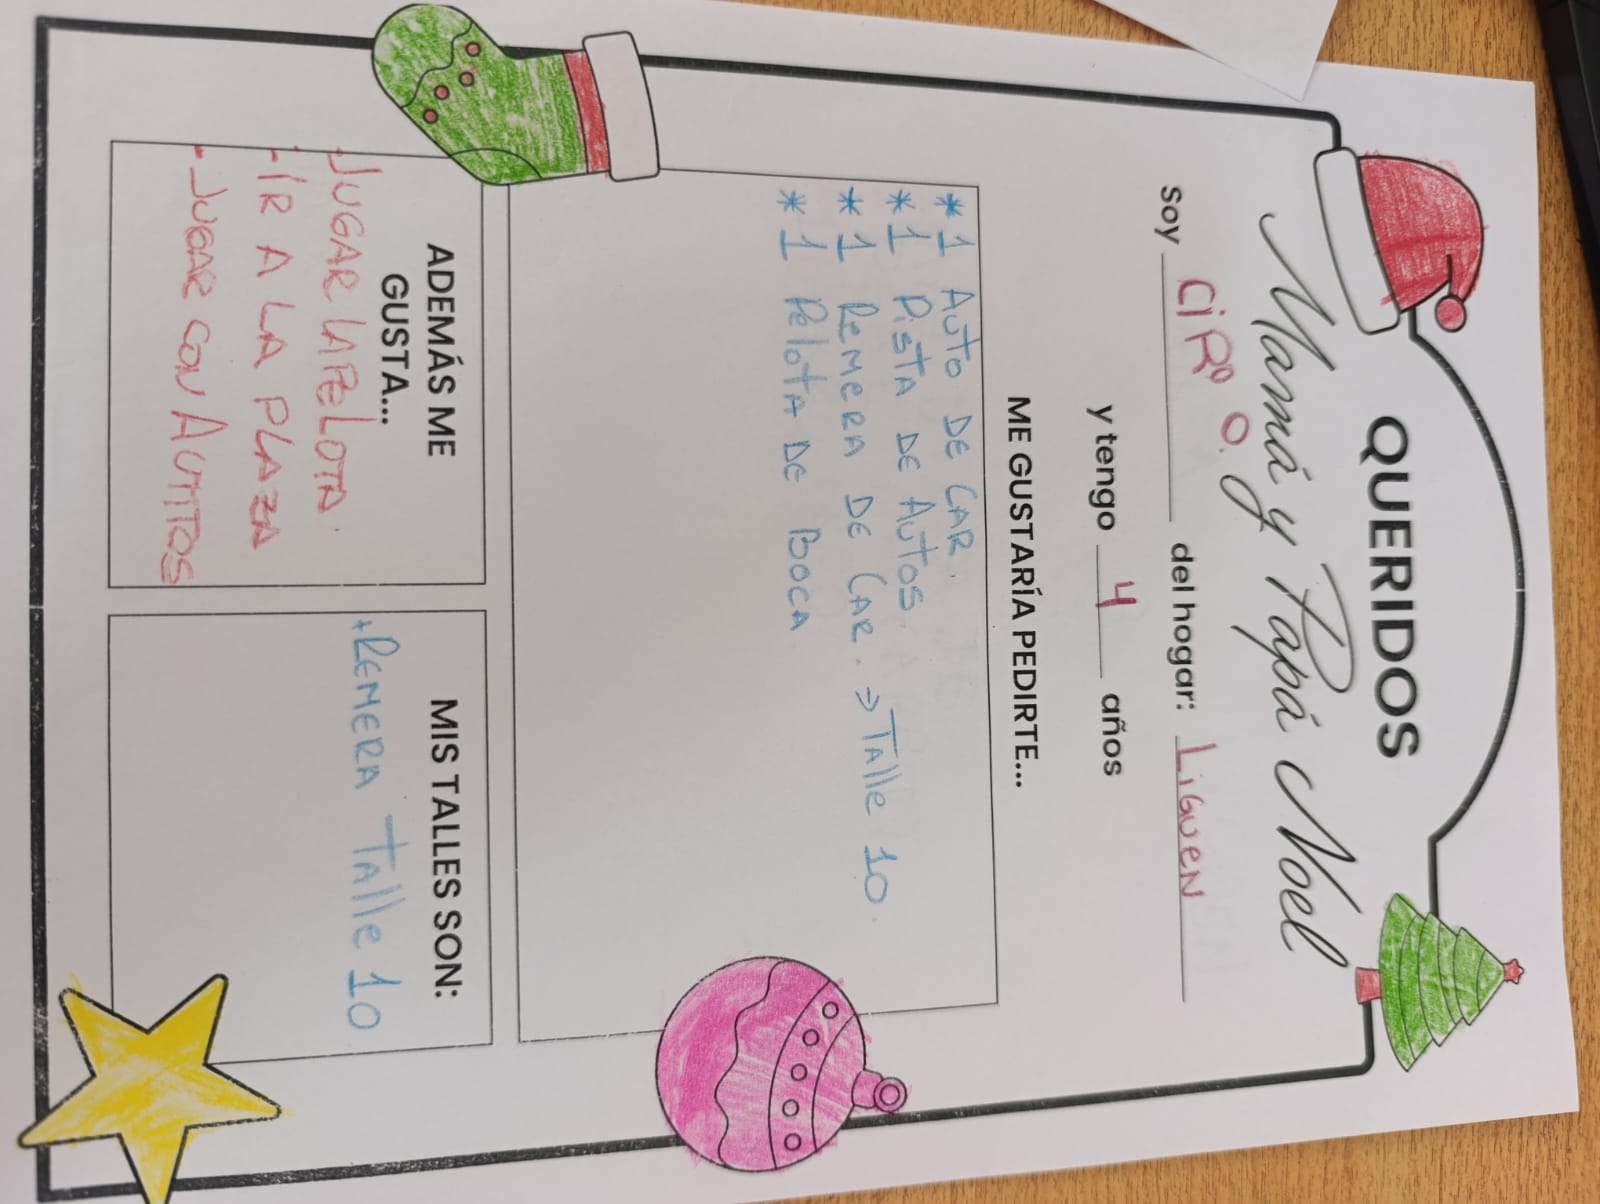 QUERIDOS
Mamá y Papá Noel
Soy CiRo O. del hogar: LiGUEN
y tengo 4 años
ME GUSTARÍA PEDIRTE...
* 1 AUTO DE CAR.
* 1 PISTA DE AUTOS.
* 1 REMERA DE CAR. → TAlle 10.
* 1 PelotA DE BOCA
ADEMÁS ME
GUSTA...
-JUGAR LA PELOTA.
-IR A LA PLAZA
-JUGAR CON AUTITOS
MIS TALLES SON:
+REMERA TAlle 10